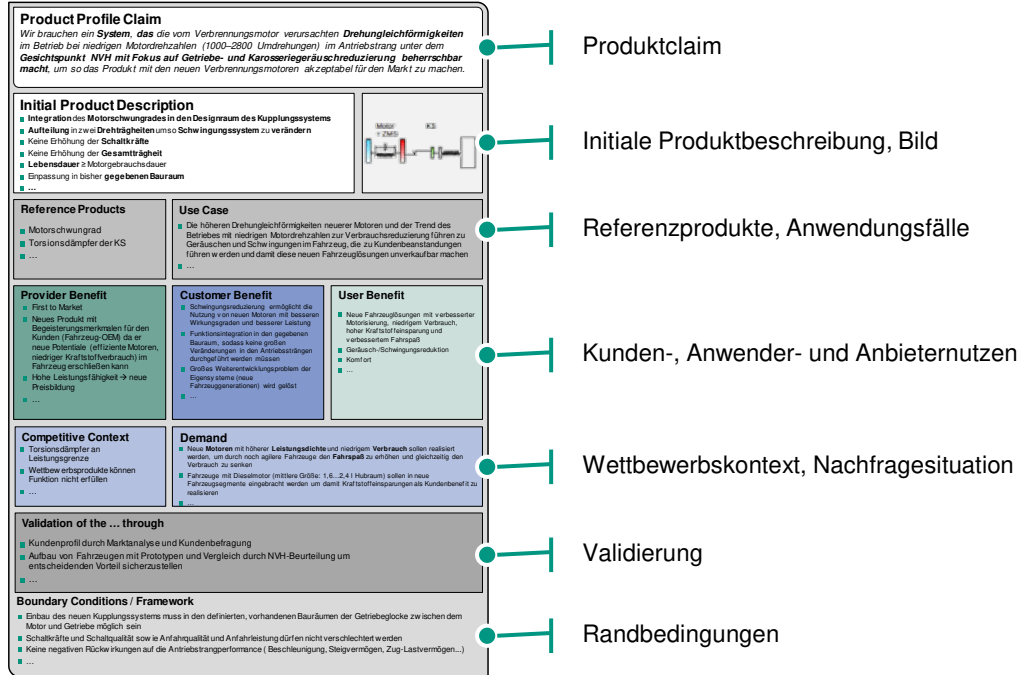 Product Profile Claim
Wir brauchen ein System, das die vom Verbrennungsmotor verursachten Drehungleichförmigkeiten
im Betrieb bei niedrigen Motordrehzahlen (1000–2800 Umdrehungen) im Antriebstrang unter dem
Gesichtspunkt NVH mit Fokus auf Getriebe- und Karosseriegeräuschreduzierung beherrschbar
macht, um so das Produkt mit den neuen Verbrennungsmotoren akzeptabel für den Markt zu machen.
Produktclaim
Initial Product Description
Integration des Motorschwungrades in den Designraum des Kupplungssystems
Aufteilung in zwei Drehträgheiten um so Schwingungssystem zu verändern
Keine Erhöhung der Schaltkräfte
Keine Erhöhung der Gesamtträgheit
Lebensdauer ≥ Motorgebrauchsdauer
Einpassung in bisher gegebenen Bauraum
...
Motor
+ ZMS
KS
Initiale Produktbeschreibung, Bild
Reference Products
Motorschwungrad
Torsionsdämpfer der KS
...
Use Case
Die höheren Drehungleichförmigkeiten neuerer Motoren und der Trend des
Betriebes mit niedrigen Motordrehzahlen zur Verbrauchsreduzierung führen zu
Geräuschen und Schwingungen im Fahrzeug, die zu Kundenbeanstandungen
führen werden und damit diese neuen Fahrzeuglösungen unverkaufbar machen
...
Referenzprodukte, Anwendungsfälle
Provider Benefit
First to Market
Neues Produkt mit
Begeisterungsmerkmalen für den
Kunden (Fahrzeug-OEM) da er
neue Potentiale (effiziente Motoren,
niedriger Kraftstoffverbrauch) im
Fahrzeug erschließen kann
Hohe Leistungsfähigkeit → neue
Preisbildung
...
Customer Benefit
Schwingungsreduzierung ermöglicht die
Nutzung von neuen Motoren mit besseren
Wirkungsgraden und besserer Leistung
Funktionsintegration in den gegebenen
Bauraum, sodass keine großen
Veränderungen in den Antriebssträngen
durchgeführt werden müssen
Großes Weiterentwicklungsproblem der
Eigensysteme (neue
Fahrzeuggenerationen) wird gelöst
...
User Benefit
Neue Fahrzeuglösungen mit verbesserter
Motorisierung, niedrigem Verbrauch,
hoher Kraftstoffeinsparung und
verbessertem Fahrspaß
Geräusch-/Schwingungsreduktion
Komfort
...
Kunden-, Anwender- und Anbieternutzen
Competitive Context
Torsionsdämpfer an
Leistungsgrenze
Wettbewerbsprodukte können
Funktion nicht erfüllen
...
Demand
Neue Motoren mit höherer Leistungsdichte und niedrigem Verbrauch sollen realisiert
werden, um durch noch agilere Fahrzeuge den Fahrspaß zu erhöhen und gleichzeitig den
Verbrauch zu senken
Fahrzeuge mit Dieselmotor (mittlere Größe: 1,6...2,4 l Hubraum) sollen in neue
Fahrzeugsegmente eingebracht werden um damit Kraftstoffeinsparungen als Kundenbenefit zu
realisieren
...
Wettbewerbskontext, Nachfragesituation
Validation of the ... through
Kundenprofil durch Marktanalyse und Kundenbefragung
Aufbau von Fahrzeugen mit Prototypen und Vergleich durch NVH-Beurteilung um
entscheidenden Vorteil sicherzustellen
...
Validierung
Boundary Conditions / Framework
Einbau des neuen Kupplungssystems muss in den definierten, vorhandenen Bauräumen der Getriebeglocke zwischen dem
Motor und Getriebe möglich sein
Schaltkräfte und Schaltqualität sowie Anfahrqualität und Anfahrleistung dürfen nicht verschlechtert werden
Keine negativen Rückwirkungen auf die Antriebstrangperformance ( Beschleunigung, Steigvermögen, Zug-Lastvermögen...)
...
Randbedingungen